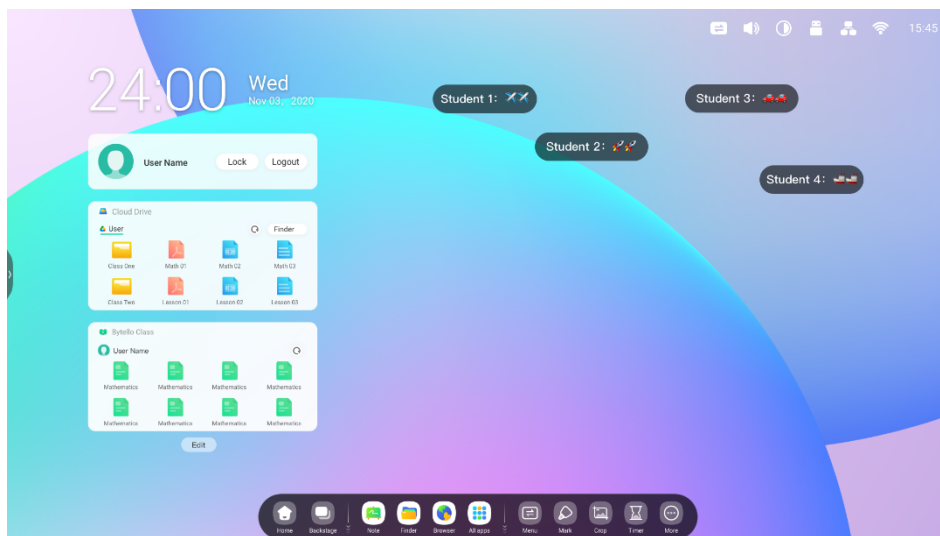 15:45
24:00 Wed
Nov 03, 2020
Student 1: ✈️✈️
Student 3: 🚗🚗
Student 2: 🚀🚀
Student 4: 🚢🚢
User Name Lock Logout
Cloud Drive
User Finder
Class One Math 01 Math 02 Math 03
Class Two Lesson 01 Lesson 02 Lesson 03
Bytello Class
User Name
Mathematics Mathematics Mathematics Mathematics
Mathematics Mathematics Mathematics Mathematics
Edit
Home Backstage Note Finder Browser All apps Menu Mark Crop Timer More